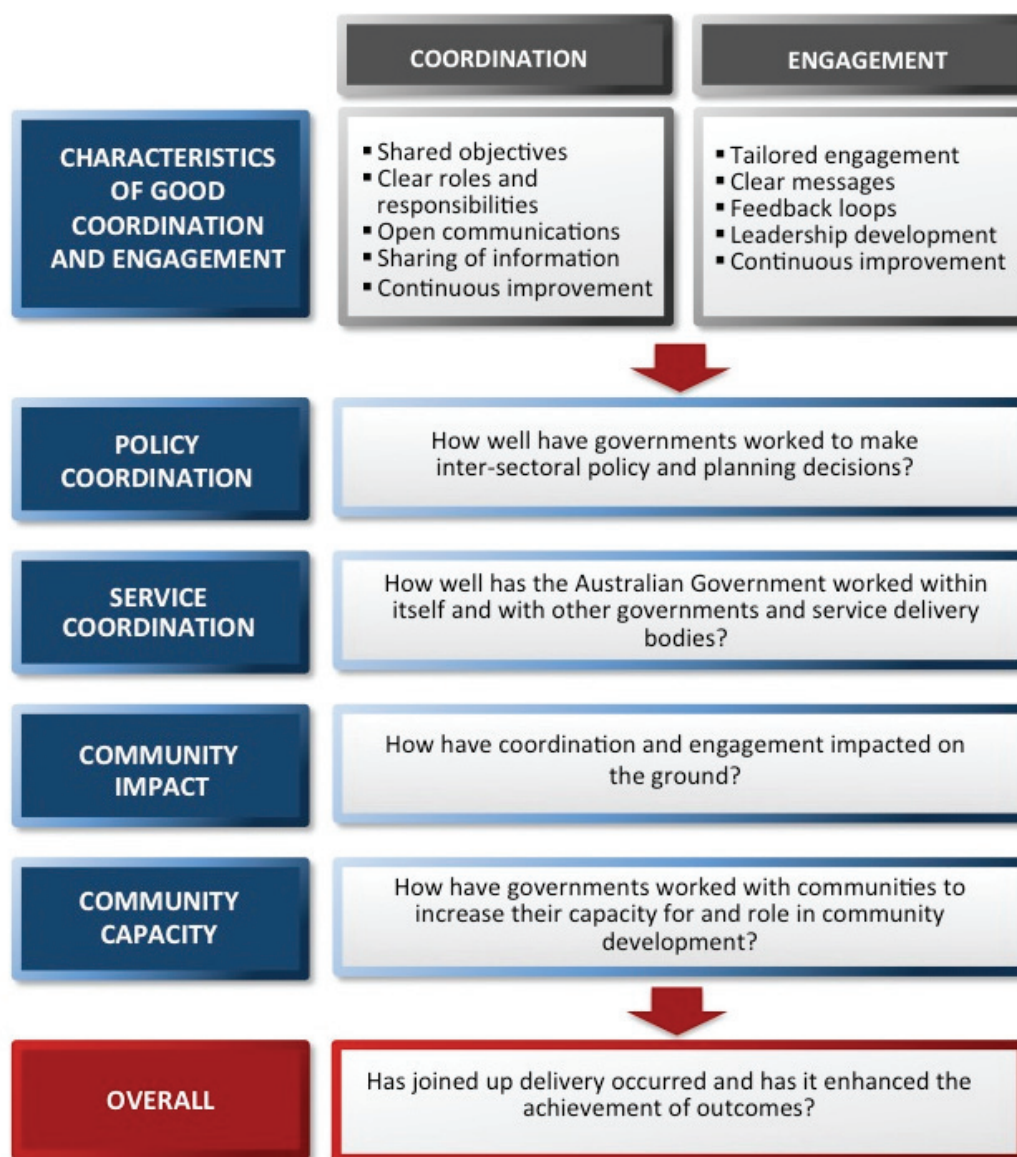 COORDINATION
ENGAGEMENT
CHARACTERISTICS
OF GOOD
COORDINATION
AND ENGAGEMENT
▪ Shared objectives
▪ Clear roles and
responsibilities
▪ Open communications
▪ Sharing of information
▪ Continuous improvement
▪ Tailored engagement
▪ Clear messages
▪ Feedback loops
▪ Leadership development
▪ Continuous improvement
POLICY
COORDINATION
How well have governments worked to make
inter-sectoral policy and planning decisions?
SERVICE
COORDINATION
How well has the Australian Government worked within
itself and with other governments and service delivery
bodies?
COMMUNITY
IMPACT
How have coordination and engagement impacted on
the ground?
COMMUNITY
CAPACITY
How have governments worked with communities to
increase their capacity for and role in community
development?
OVERALL
Has joined up delivery occurred and has it enhanced the
achievement of outcomes?